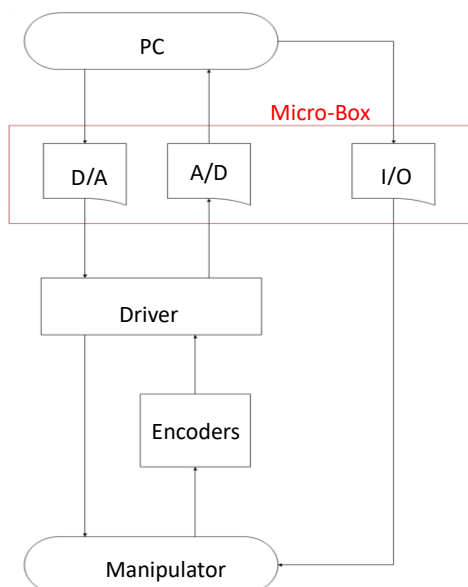 PC
Micro-Box
D/A
A/D
I/O
Driver
Encoders
Manipulator